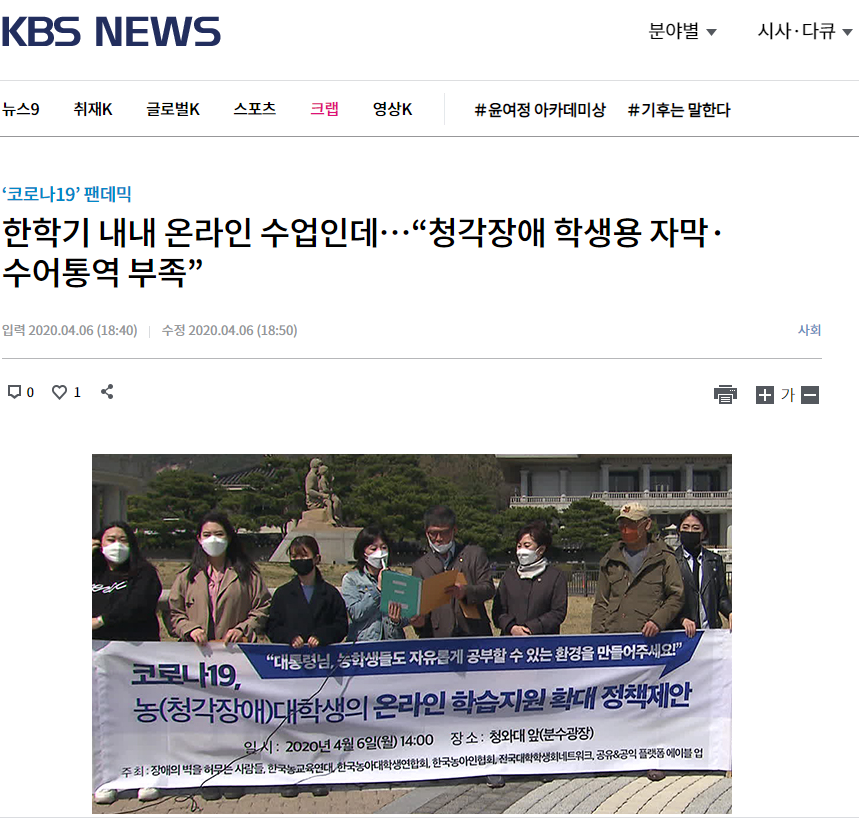 KBS NEWS
분야별 시사·다큐
뉴스9 취재K 글로벌K 스포츠 크랩 영상K #윤여정 아카데미상 #기후는 말한다
‘코로나19’ 팬데믹
한학기 내내 온라인 수업인데…“청각장애 학생용 자막·
수어통역 부족”
입력 2020.04.06 (18:40) 수정 2020.04.06 (18:50) 사회
0 1 가
“대통령님, 농학생들도 자유롭게 공부할 수 있는 환경을 만들어주세요!”
코로나19,
농(청각장애)대학생의 온라인 학습지원 확대 정책제안
일시 : 2020년 4월 6일(월) 14:00 장소 : 청와대 앞(분수광장)
주최 : 장애의 벽을 허무는 사람들, 한국농교육연대, 한국농아대학생연합회, 한국농아인협회, 전국대학학생회네트워크, 공유&공익 플랫폼 에이블 업